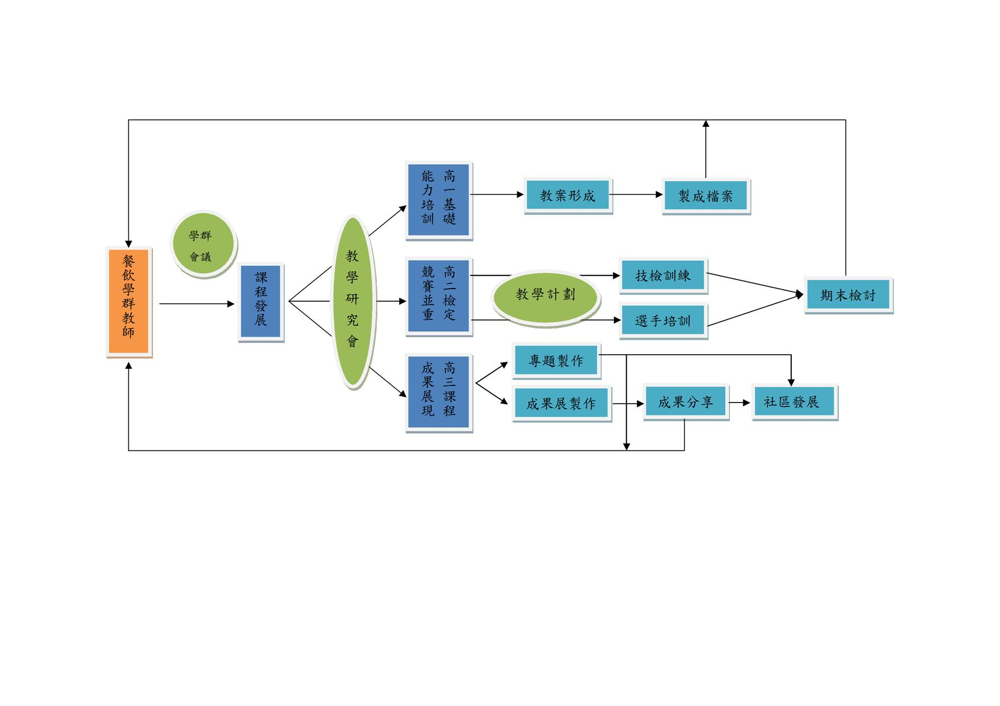 餐飲學群教師
學群
會議
課程發展
教學研究會
高一基礎
能力培訓
教案形成
製成檔案
高二檢定
競賽並重
教學計劃
技檢訓練
選手培訓
期末檢討
高三課程
成果展現
專題製作
成果展製作
成果分享
社區發展